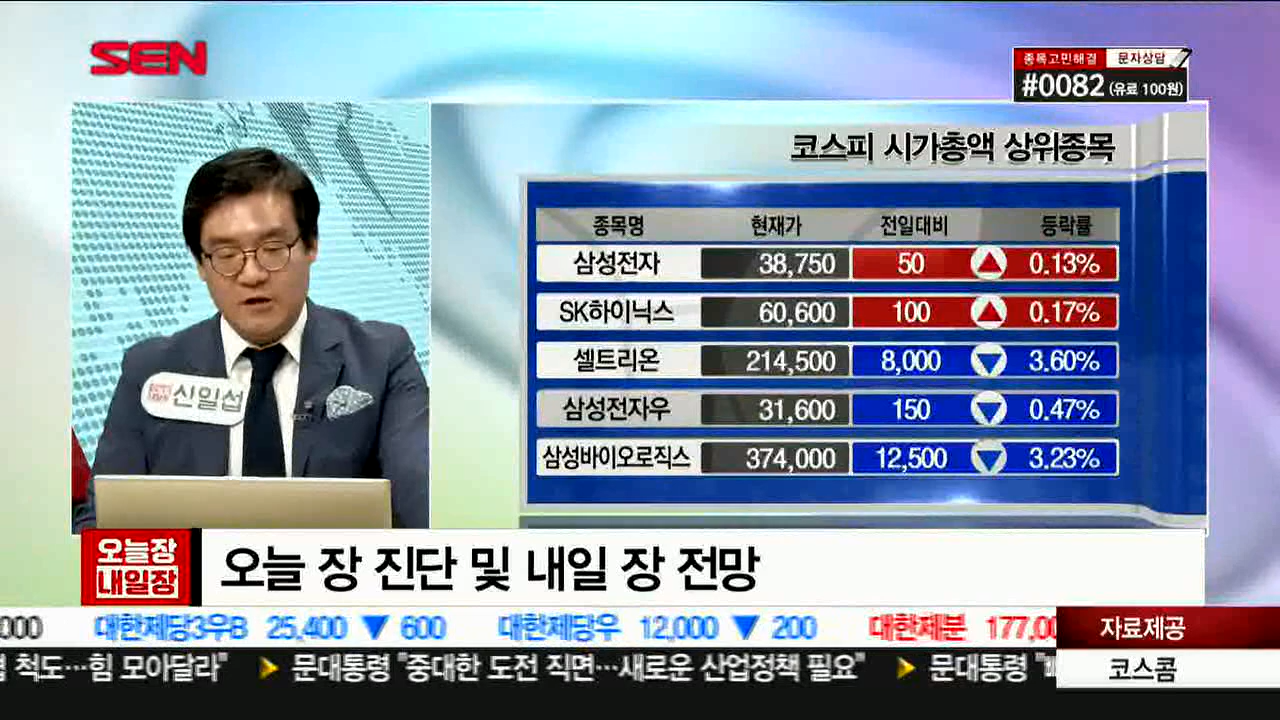 SEN
종목고민해결 문자상담
#0082 (유료 100원)
코스피 시가총액 상위종목
종목명 현재가 전일대비 등락률
삼성전자 38,750 50 ▲ 0.13%
SK하이닉스 60,600 100 ▲ 0.17%
셀트리온 214,500 8,000 ▼ 3.60%
삼성전자우 31,600 150 ▼ 0.47%
삼성바이오로직스 374,000 12,500 ▼ 3.23%
신일섭
오늘장
내일장
오늘 장 진단 및 내일 장 전망
000 대한제당3우B 25,400 ▼ 600 대한제당우 12,000 ▼ 200 대한제분 177,00
자료제공
척도…힘 모아달라” ▶ 문대통령 “중대한 도전 직면…새로운 산업정책 필요” ▶ 문대통령
코스콤